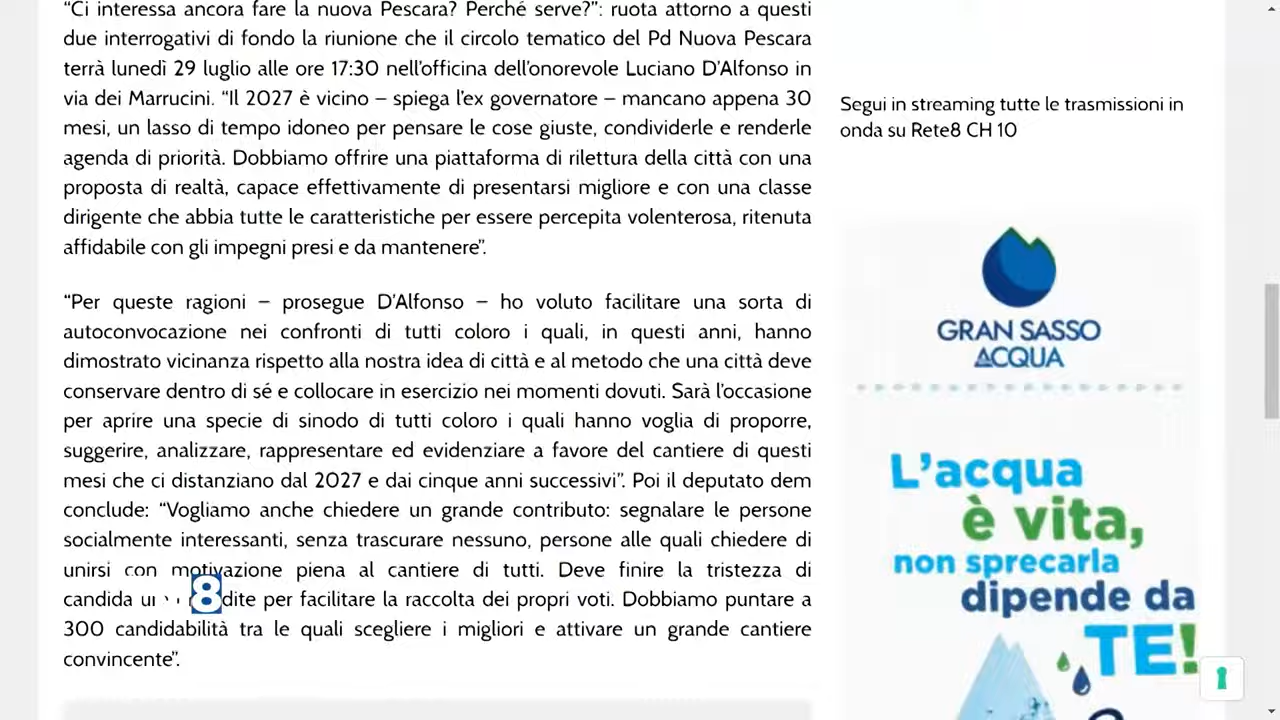 “Ci interessa ancora fare la nuova Pescara? Perché serve?”: ruota attorno a questi
due interrogativi di fondo la riunione che il circolo tematico del Pd Nuova Pescara
terrà lunedì 29 luglio alle ore 17:30 nell’officina dell’onorevole Luciano D’Alfonso in
via dei Marrucini. “Il 2027 è vicino – spiega l’ex governatore – mancano appena 30
mesi, un lasso di tempo idoneo per pensare le cose giuste, condividerle e renderle
agenda di priorità. Dobbiamo offrire una piattaforma di rilettura della città con una
proposta di realtà, capace effettivamente di presentarsi migliore e con una classe
dirigente che abbia tutte le caratteristiche per essere percepita volenterosa, ritenuta
affidabile con gli impegni presi e da mantenere”.
“Per queste ragioni – prosegue D’Alfonso – ho voluto facilitare una sorta di
autoconvocazione nei confronti di tutti coloro i quali, in questi anni, hanno
dimostrato vicinanza rispetto alla nostra idea di città e al metodo che una città deve
conservare dentro di sé e collocare in esercizio nei momenti dovuti. Sarà l’occasione
per aprire una specie di sinodo di tutti coloro i quali hanno voglia di proporre,
suggerire, analizzare, rappresentare ed evidenziare a favore del cantiere di questi
mesi che ci distanziano dal 2027 e dai cinque anni successivi”. Poi il deputato dem
conclude: “Vogliamo anche chiedere un grande contributo: segnalare le persone
socialmente interessanti, senza trascurare nessuno, persone alle quali chiedere di
unirsi con motivazione piena al cantiere di tutti. Deve finire la tristezza di
candida 8 dite per facilitare la raccolta dei propri voti. Dobbiamo puntare a
300 candidabilità tra le quali scegliere i migliori e attivare un grande cantiere
convincente”.
Segui in streaming tutte le trasmissioni in
onda su Rete8 CH 10
GRAN SASSO
ACQUA
L’acqua
è vita,
non sprecarla
dipende da
TE!